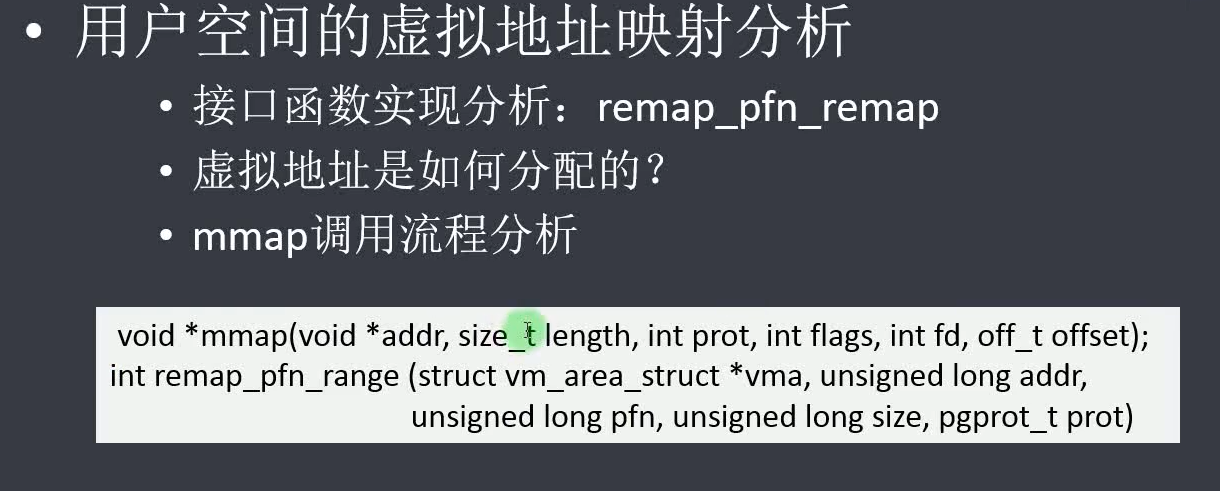 • 用户空间的虚拟地址映射分析
• 接口函数实现分析：remap_pfn_remap
• 虚拟地址是如何分配的？
• mmap调用流程分析
void *mmap(void *addr, size_t length, int prot, int flags, int fd, off_t offset);
int remap_pfn_range (struct vm_area_struct *vma, unsigned long addr,
unsigned long pfn, unsigned long size, pgprot_t prot)